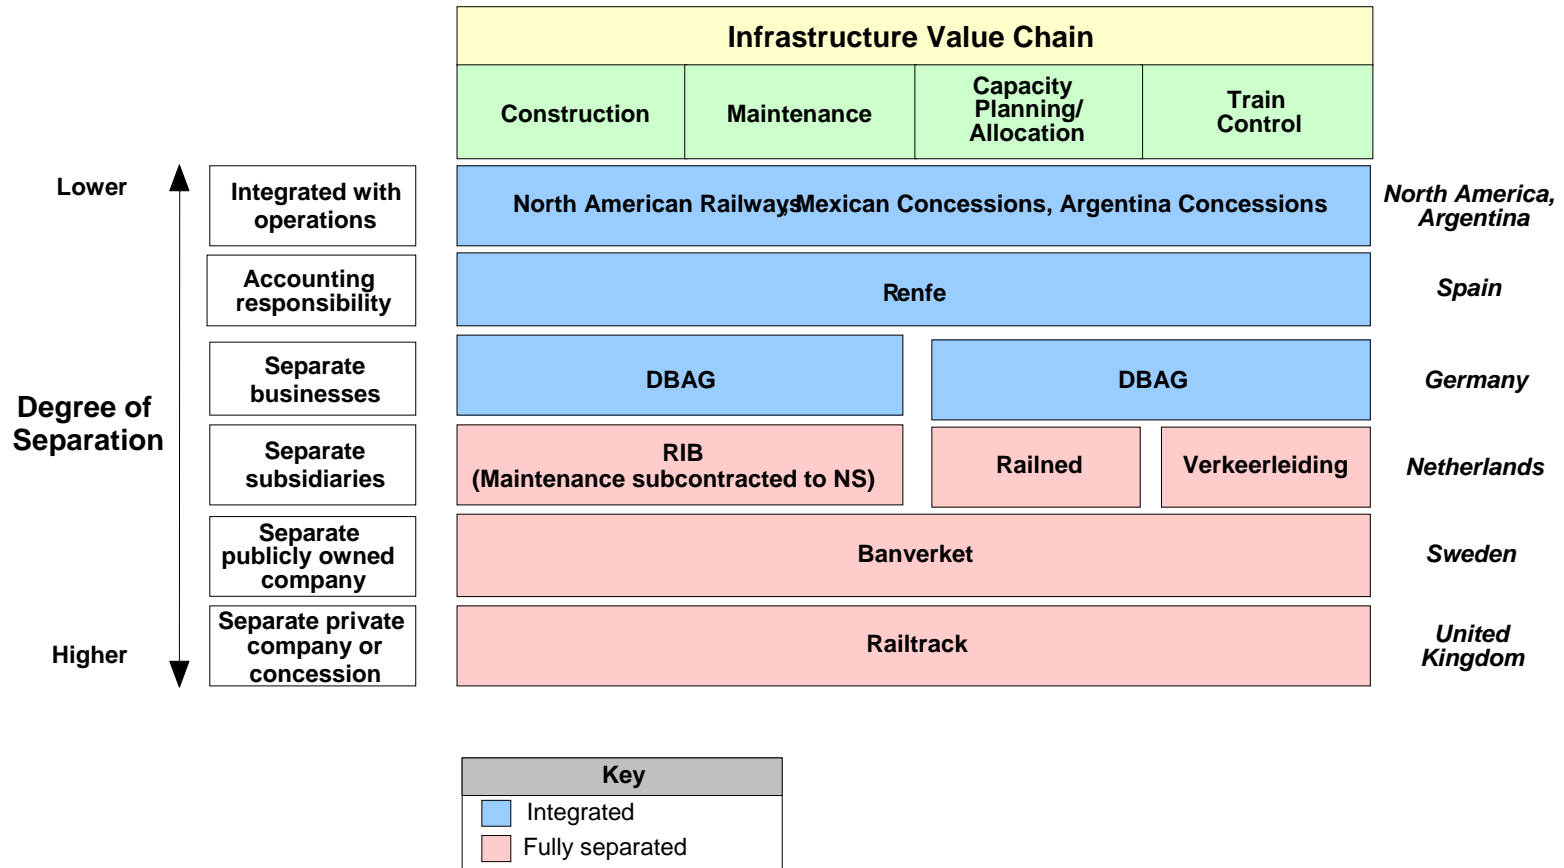 Infrastructure Value Chain
Construction
Maintenance
Capacity
Planning/
Allocation
Train
Control
Lower
Integrated with
operations
North American Railways, Mexican Concessions, Argentina Concessions
North America,
Argentina
Accounting
responsibility
Renfe
Spain
Separate
businesses
DBAG
DBAG
Germany
Degree of
Separation
Separate
subsidiaries
RIB
(Maintenance subcontracted to NS)
Railned
Verkeerleiding
Netherlands
Separate
publicly owned
company
Banverket
Sweden
Higher
Separate private
company or
concession
Railtrack
United
Kingdom
Key
Integrated
Fully separated